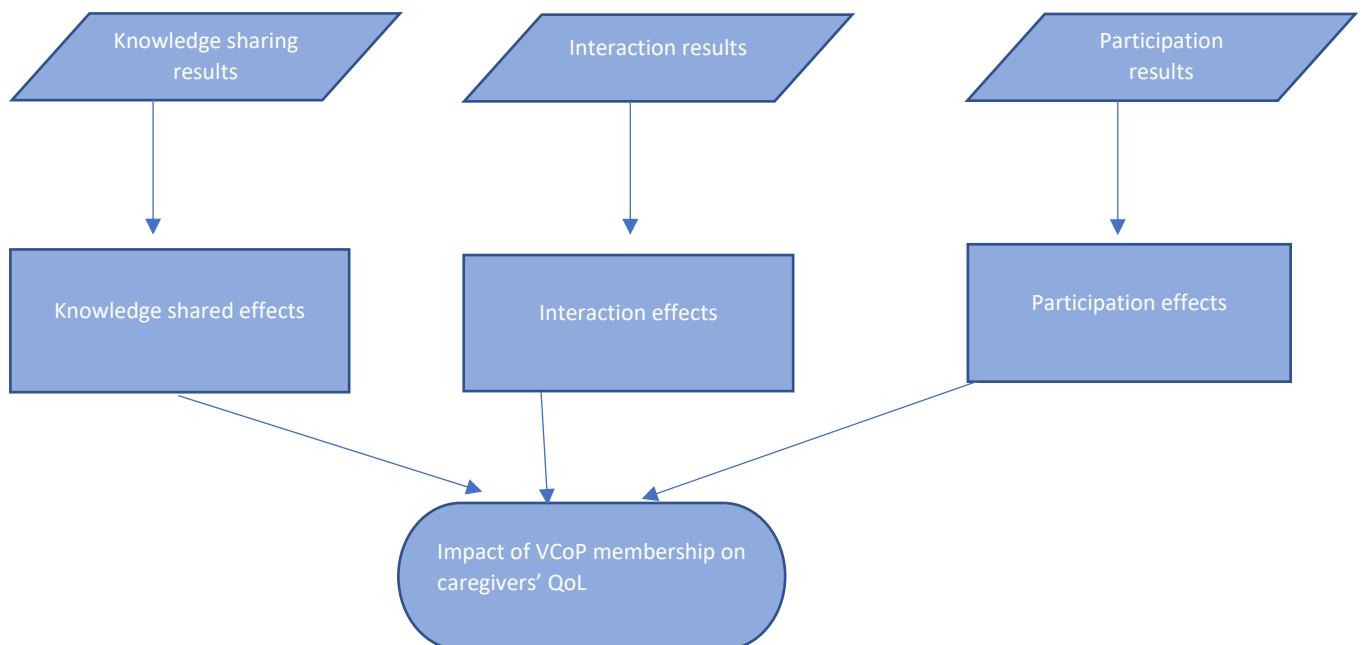 Knowledge sharing
results
Interaction results
Participation
results
Knowledge shared effects
Interaction effects
Participation effects
Impact of VCoP membership on
caregivers’ QoL